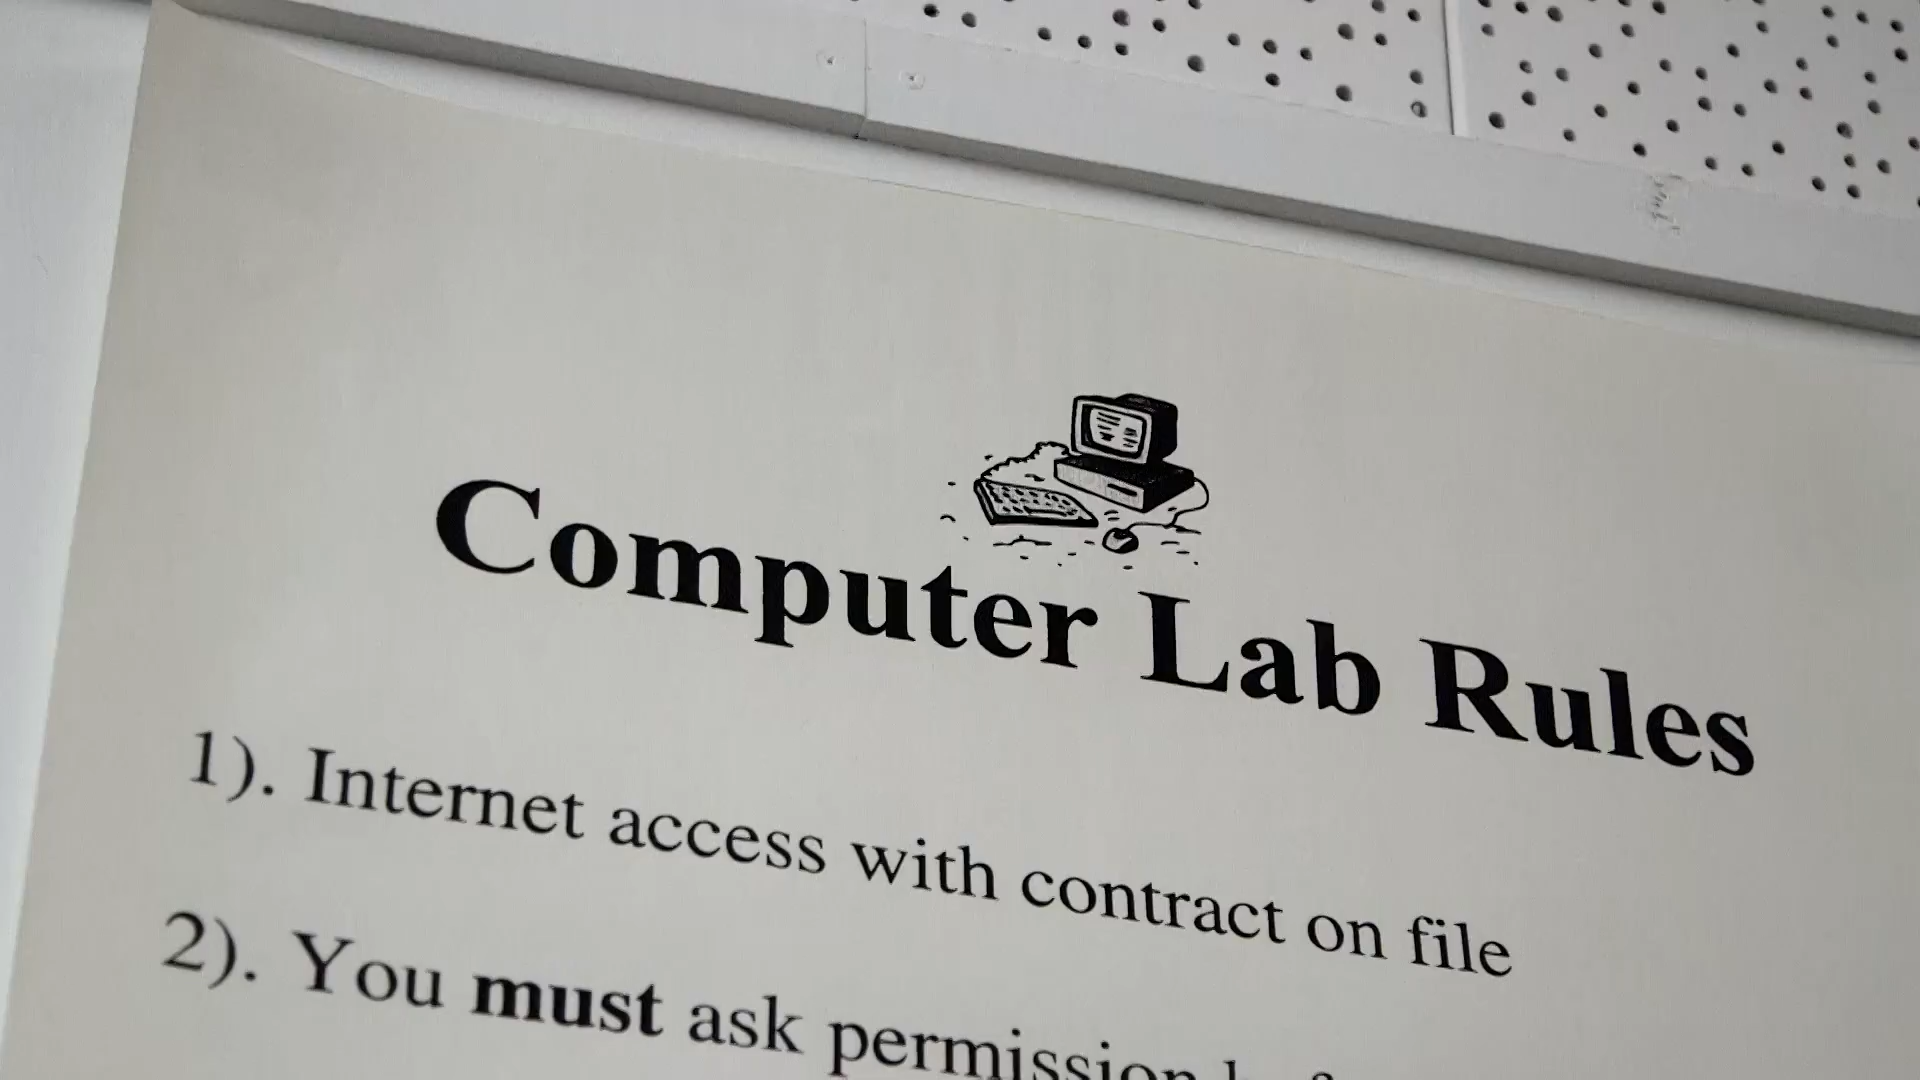 Computer Lab Rules
1). Internet access with contract on file
2). You must ask permission